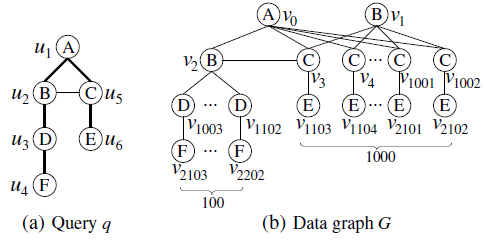 A v₀ B v₁
u₁ A
v₂ B C v₃ C ··· C C
v₄ v₁₀₀₁ v₁₀₀₂
u₂ B C u₅
D ··· D E E ··· E E
u₃ D E u₆
v₁₀₀₃ v₁₁₀₂ v₁₁₀₃ v₁₁₀₄ v₂₁₀₁ v₂₁₀₂
F ··· F
1000
u₄ F
v₂₁₀₃ v₂₂₀₂
100
(a) Query q (b) Data graph G